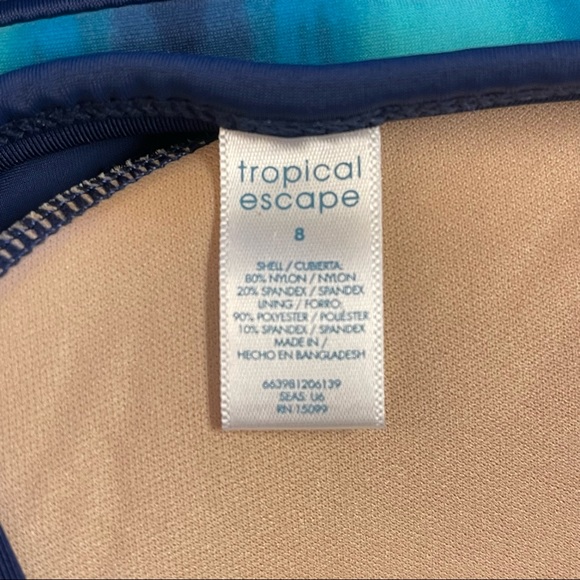 tropical
escape
8
SHELL / CUBIERTA:
80% NYLON / NYLON
20% SPANDEX / SPANDEX
LINING / FORRO:
90% POLYESTER / POLIÉSTER
10% SPANDEX / SPANDEX
MADE IN /
HECHO EN BANGLADESH
663981206139
SEAS: U6
RN 15099